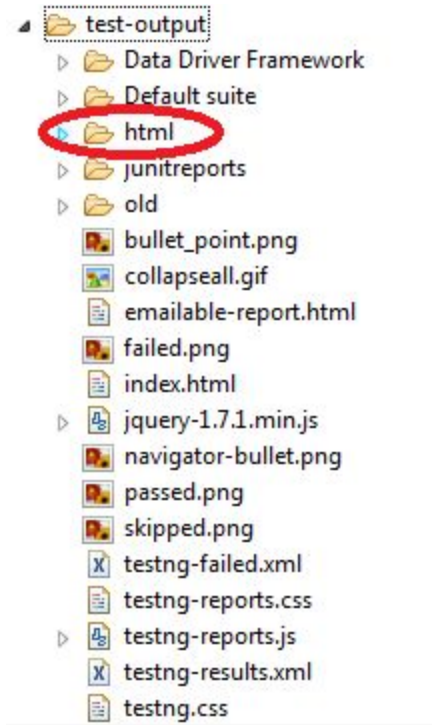 test-output
Data Driver Framework
Default suite
html
junitreports
old
bullet_point.png
collapseall.gif
emailable-report.html
failed.png
index.html
jquery-1.7.1.min.js
navigator-bullet.png
passed.png
skipped.png
testng-failed.xml
testng-reports.css
testng-reports.js
testng-results.xml
testng.css